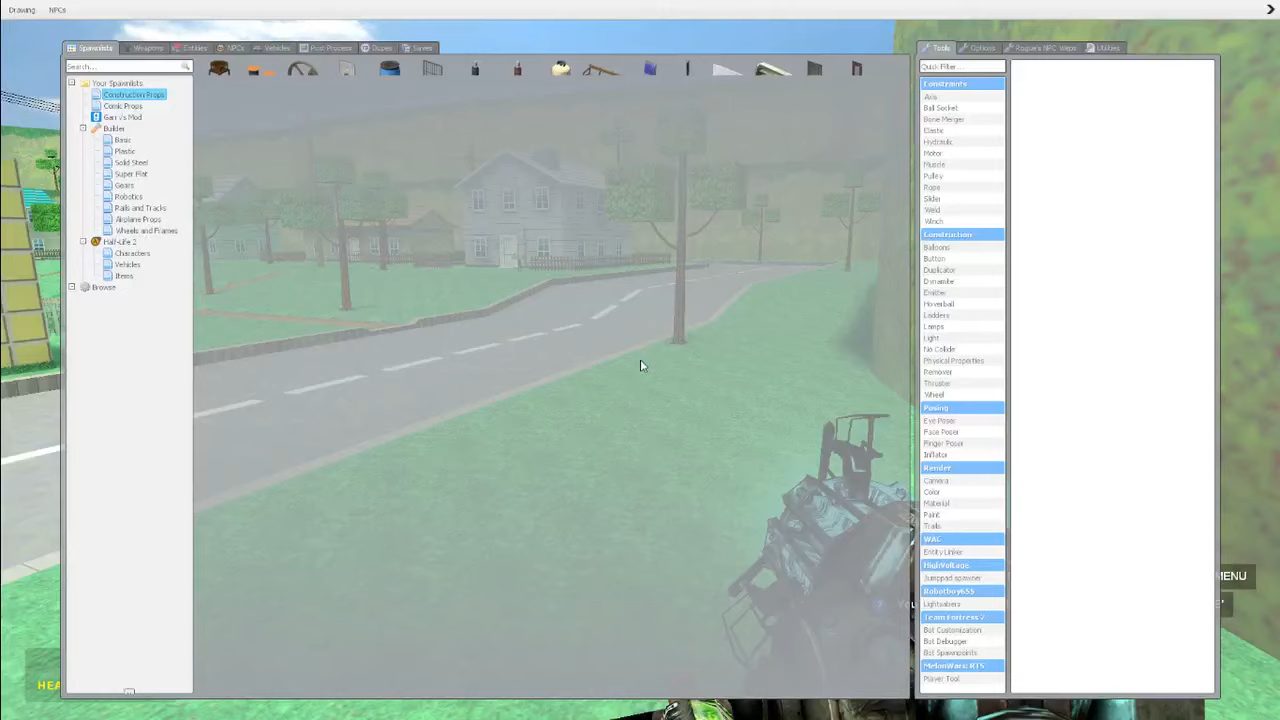 Drawing NPCs
Spawnlists Weapons Entities NPCs Vehicles Post Process Dupes Saves
Search...
Your Spawnlists
Construction Props
Comic Props
Garry's Mod
Builder
Basic
Plastic
Solid Steel
Super Flat
Gears
Robotics
Rails and Tracks
Airplane Props
Wheels and Frames
Half-Life 2
Characters
Vehicles
Items
Browse
Tools Options Rogue's NPC Weps Utilities
Quick Filter...
Constraints
Axis
Ball Socket
Bone Merger
Elastic
Hydraulic
Motor
Muscle
Pulley
Rope
Slider
Weld
Winch
Construction
Balloons
Button
Duplicator
Dynamite
Emitter
Hoverball
Ladders
Lamps
Light
No Collide
Physical Properties
Remover
Thruster
Wheel
Posing
Eye Poser
Face Poser
Finger Poser
Inflator
Render
Camera
Color
Material
Paint
Trails
WAC
Entity Linker
HighVoltage
Jumppad spawner
Robotboy655
Lightsabers
Team Fortress 2
Bot Customization
Bot Debugger
Bot Spawnpoints
MelonWars: RTS
Player Tool
MENU
HEA